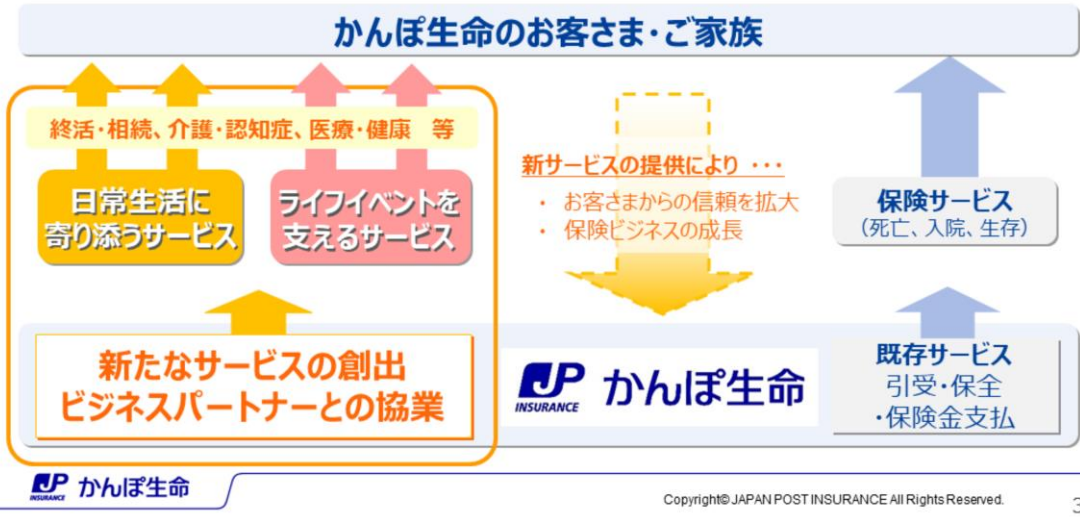 かんぽ生命のお客さま・ご家族
終活・相続、介護・認知症、医療・健康　等
日常生活に
寄り添うサービス
ライフイベントを
支えるサービス
新サービスの提供により ・・・
・ お客さまからの信頼を拡大
・ 保険ビジネスの成長
保険サービス
（死亡、入院、生存）
新たなサービスの創出
ビジネスパートナーとの協業
JP
INSURANCE
かんぽ生命
既存サービス
引受・保全
・保険金支払
JP
INSURANCE
かんぽ生命
Copyright© JAPAN POST INSURANCE All Rights Reserved.
3